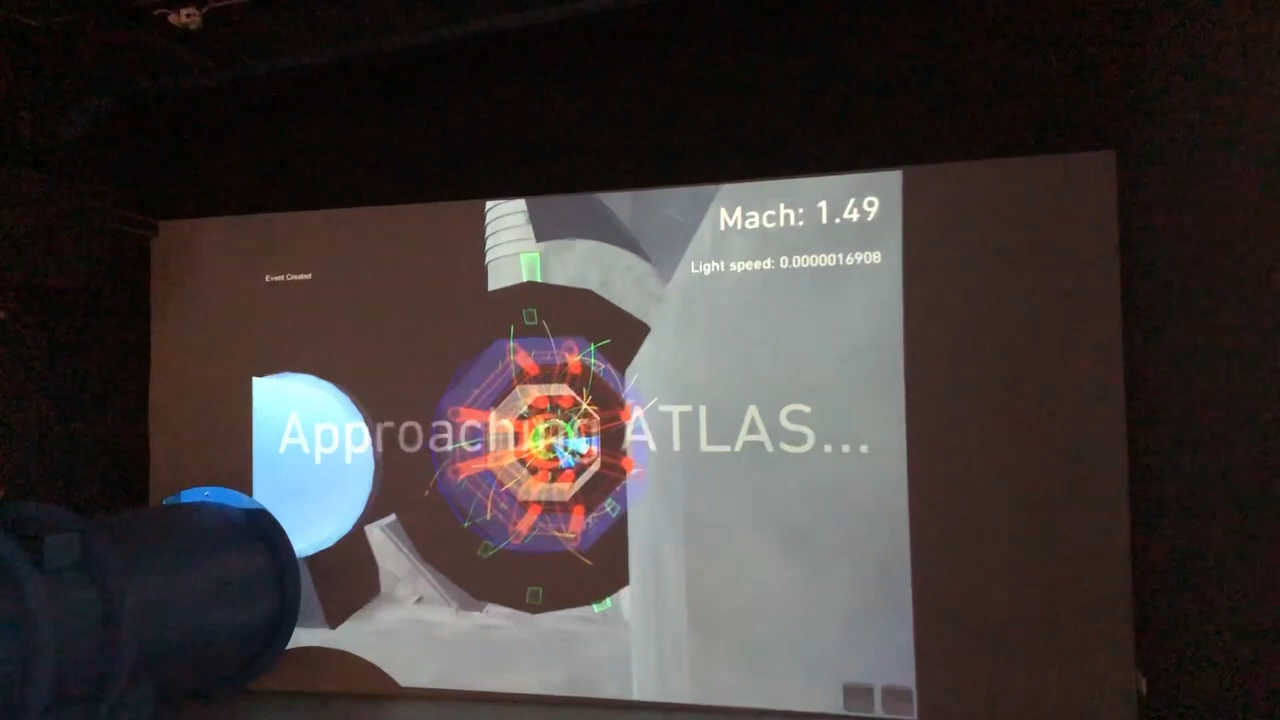 Mach: 1.49
Light speed: 0.0000016908
Event Created
Approaching ATLAS...